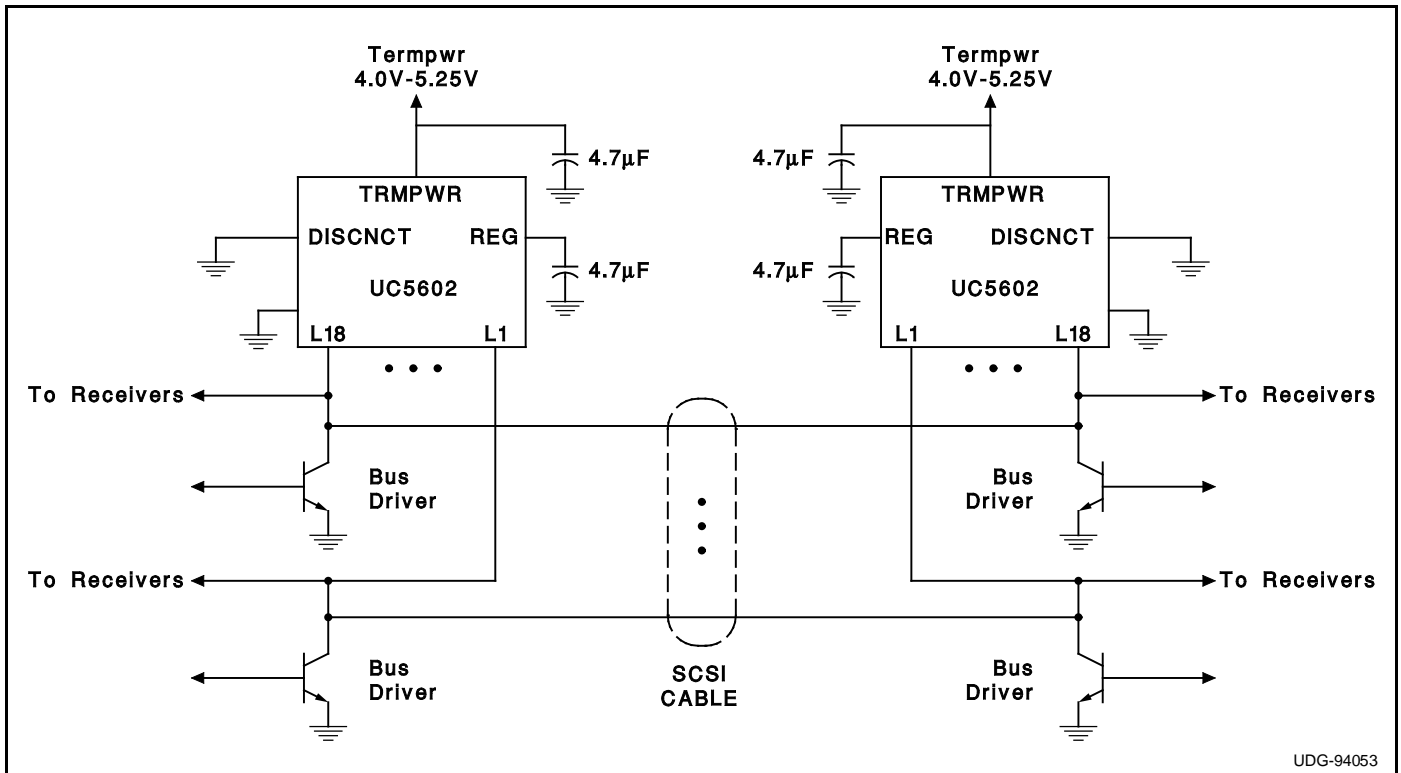 Termpwr
4.0V-5.25V
Termpwr
4.0V-5.25V
4.7µF
4.7µF
TRMPWR
TRMPWR
DISCNCT
REG
REG
DISCNCT
4.7µF
4.7µF
UC5602
UC5602
L18
L1
L1
L18
To Receivers
To Receivers
Bus
Driver
Bus
Driver
To Receivers
To Receivers
Bus
Driver
SCSI
CABLE
Bus
Driver
UDG-94053